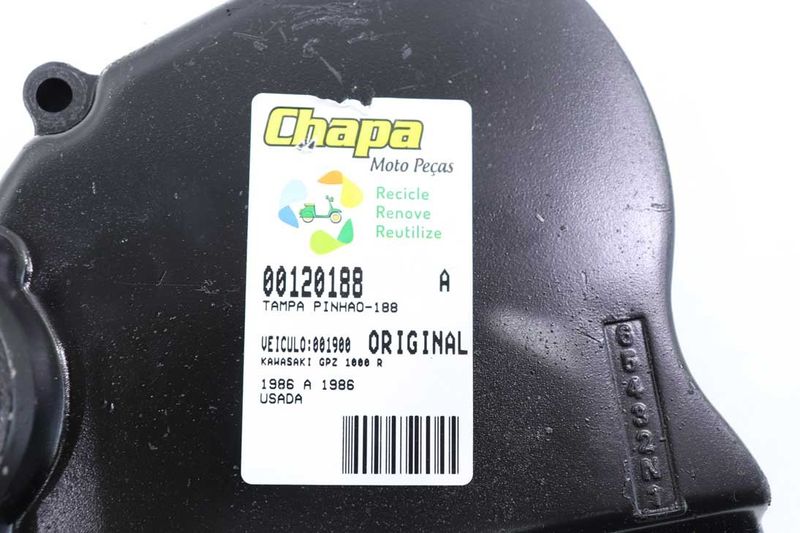 Chapa
Moto Peças
Recicle
Renove
Reutilize
00120188 A
TAMPA PINHAO-188
VEICULO:001900 ORIGINAL
KAWASAKI GPZ 1000 R
1986 A 1986
USADA
65432N1